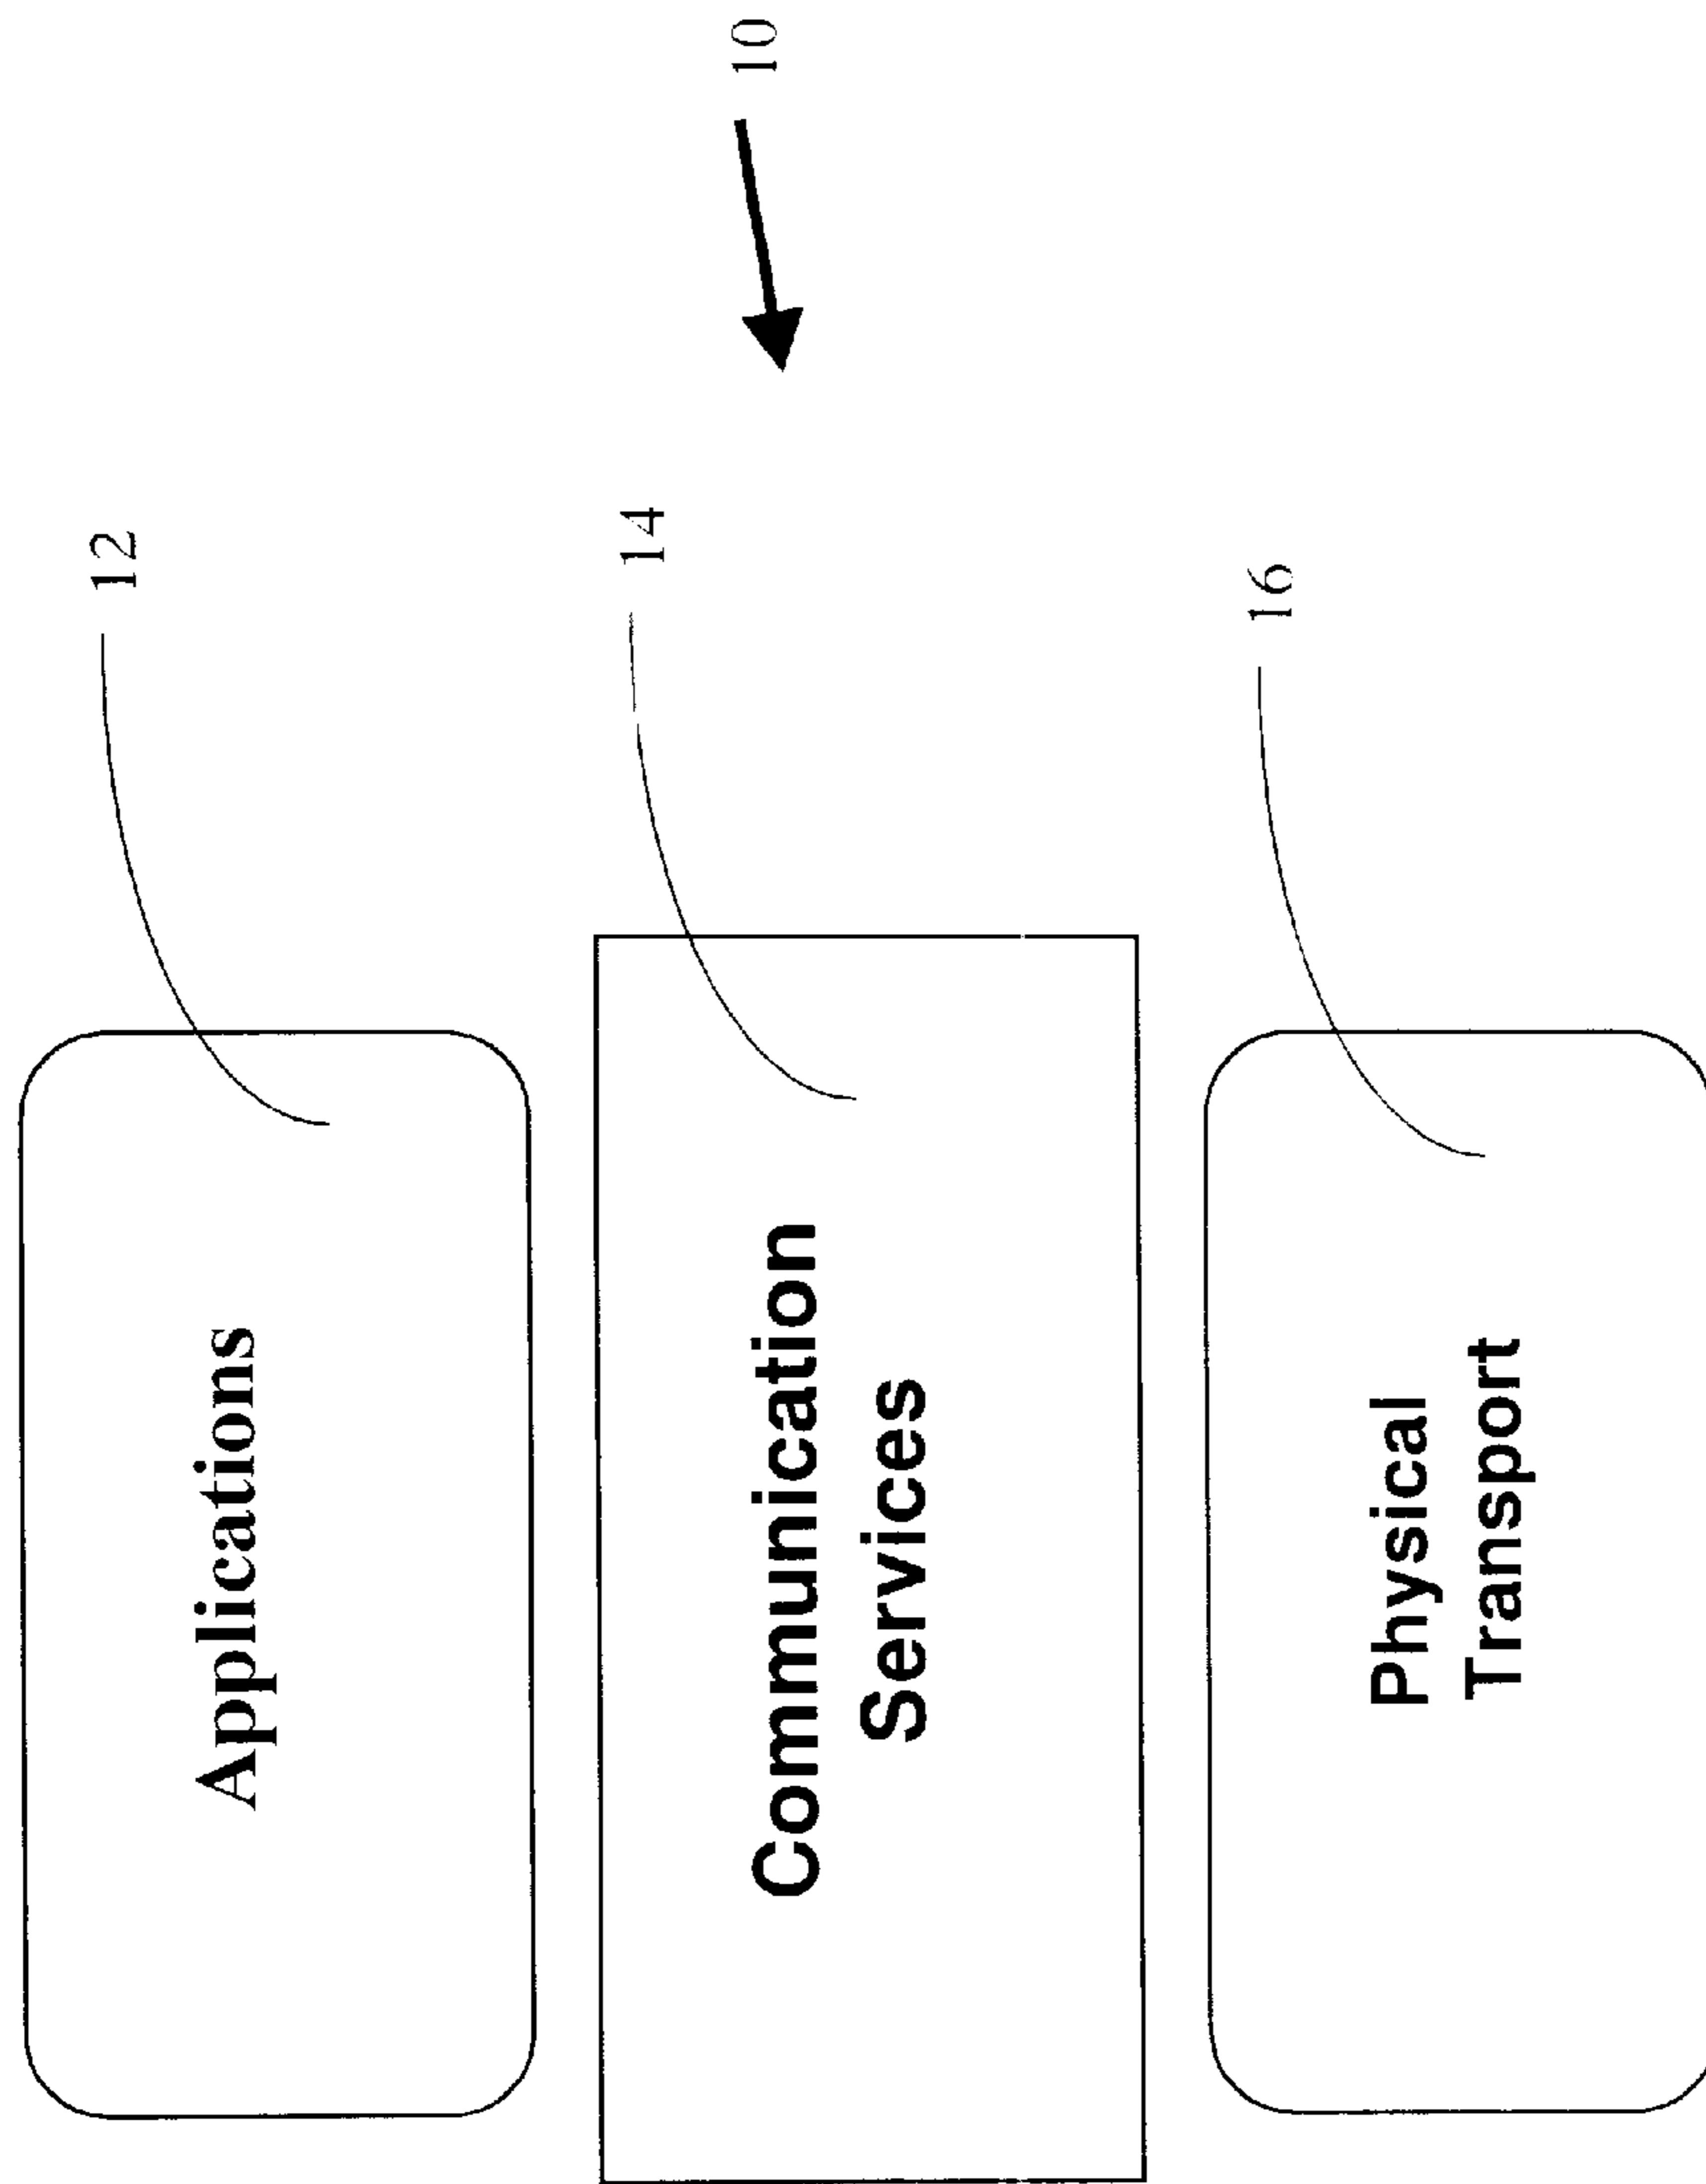 10
12
Applications
14
Communication
Services
16
Physical
Transport